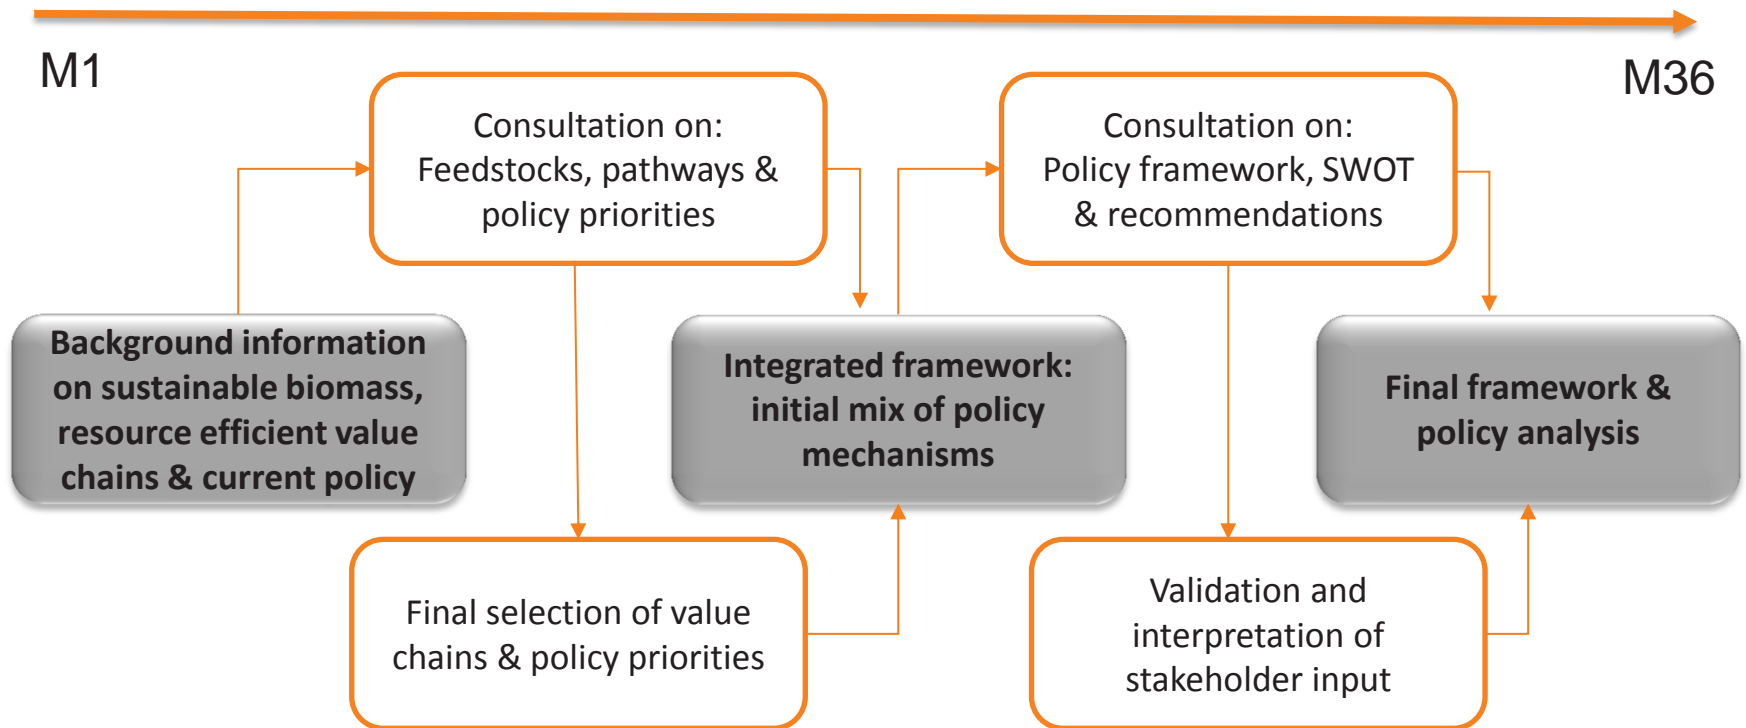 M1
M36
Consultation on:
Feedstocks, pathways &
policy priorities
Consultation on:
Policy framework, SWOT
& recommendations
Background information
on sustainable biomass,
resource efficient value
chains & current policy
Integrated framework:
initial mix of policy
mechanisms
Final framework &
policy analysis
Final selection of value
chains & policy priorities
Validation and
interpretation of
stakeholder input